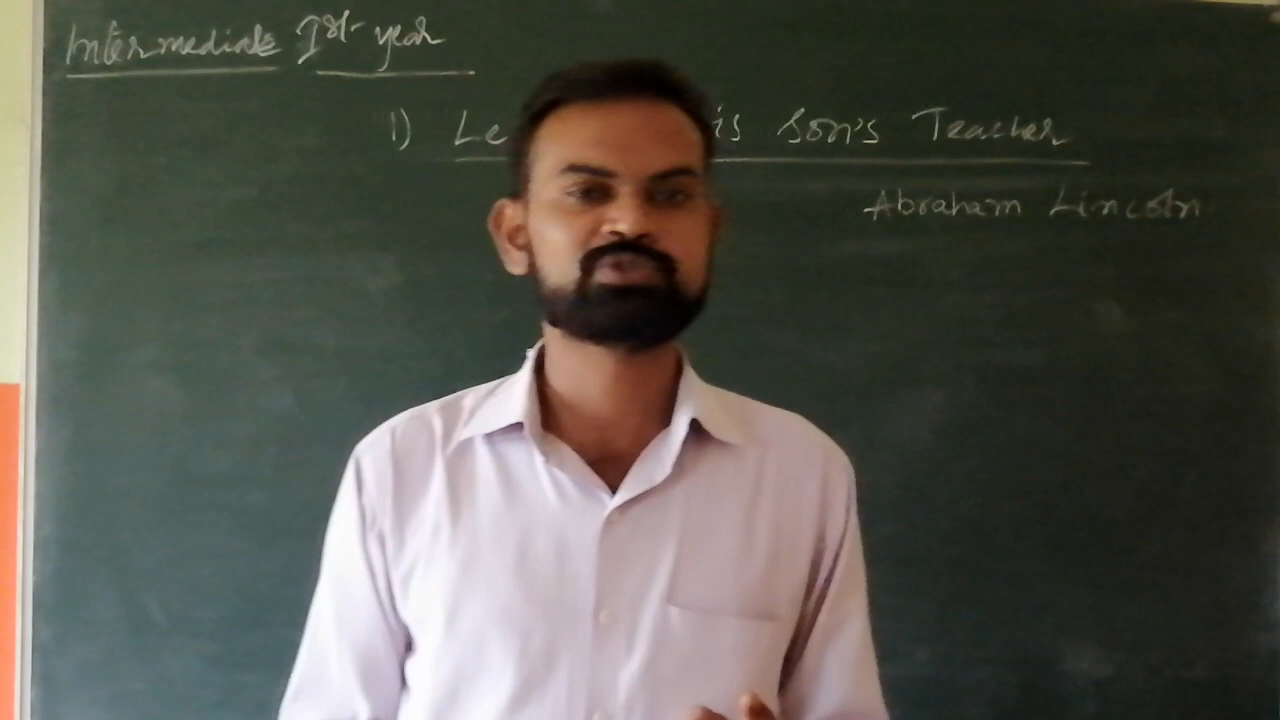 Intermediate Ist year
1) Le is Son's Teacher
Abraham Lincoln